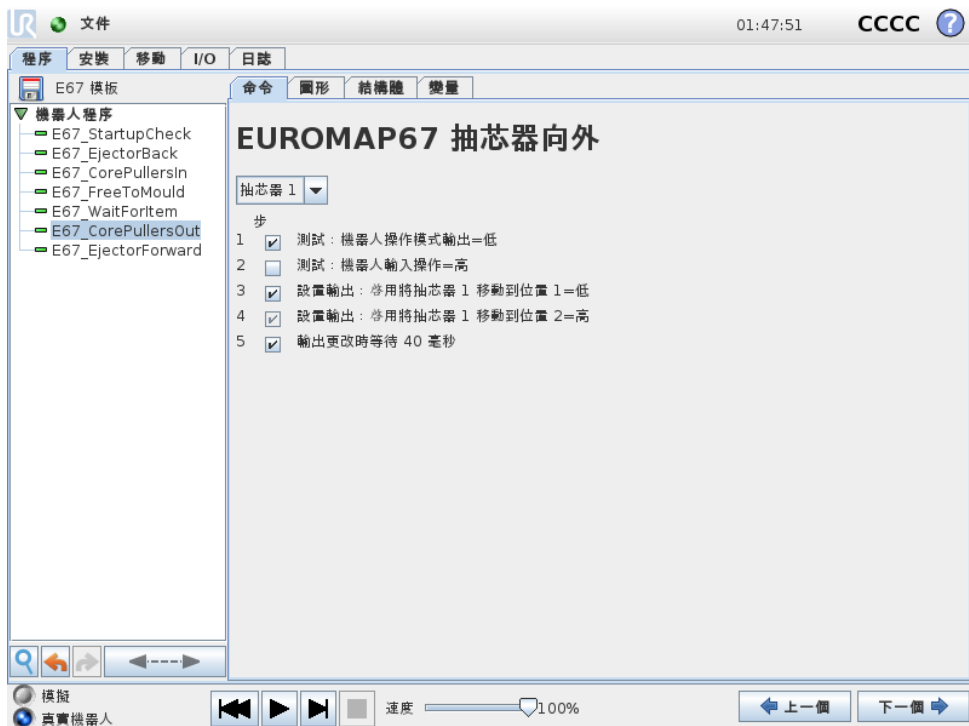 UR 文件 01:47:51 CCCC ?
程序 安裝 移動 I/O 日誌
E67 模板
命令 圖形 結構體 變量
機器人程序
E67_StartupCheck
E67_EjectorBack
E67_CorePullersIn
E67_FreeToMould
E67_WaitForItem
E67_CorePullersOut
E67_EjectorForward
EUROMAP67 抽芯器向外
抽芯器 1
步
1 測試：機器人操作模式輸出=低
2 測試：機器人輸入操作=高
3 設置輸出：啓用將抽芯器 1 移動到位置 1=低
4 設置輸出：啓用將抽芯器 1 移動到位置 2=高
5 輸出更改時等待 40 毫秒
模擬
真實機器人
速度 100%
上一個 下一個